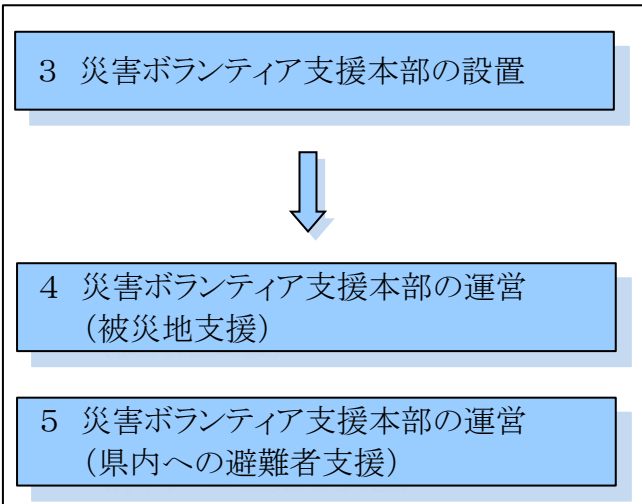 ３ 災害ボランティア支援本部の設置
４ 災害ボランティア支援本部の運営
（被災地支援）
５ 災害ボランティア支援本部の運営
（県内への避難者支援）